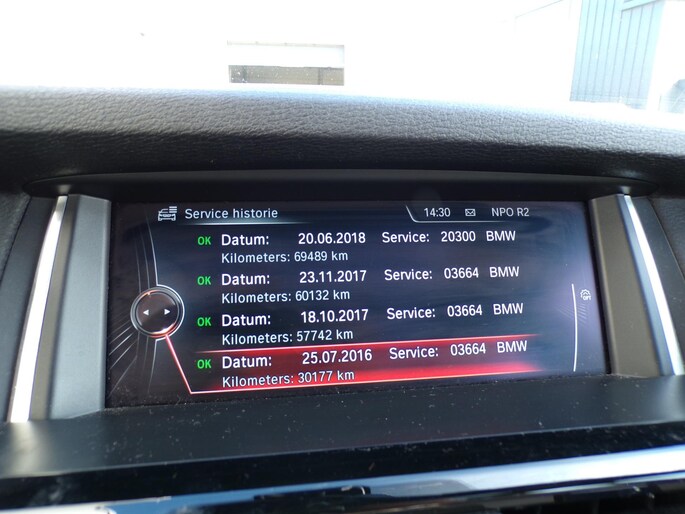 Service historie 14:30 NPO R2
OK Datum: 20.06.2018 Service: 20300 BMW
Kilometers: 69489 km
OK Datum: 23.11.2017 Service: 03664 BMW
Kilometers: 60132 km
OK Datum: 18.10.2017 Service: 03664 BMW
Kilometers: 57742 km
OK Datum: 25.07.2016 Service: 03664 BMW
Kilometers: 30177 km